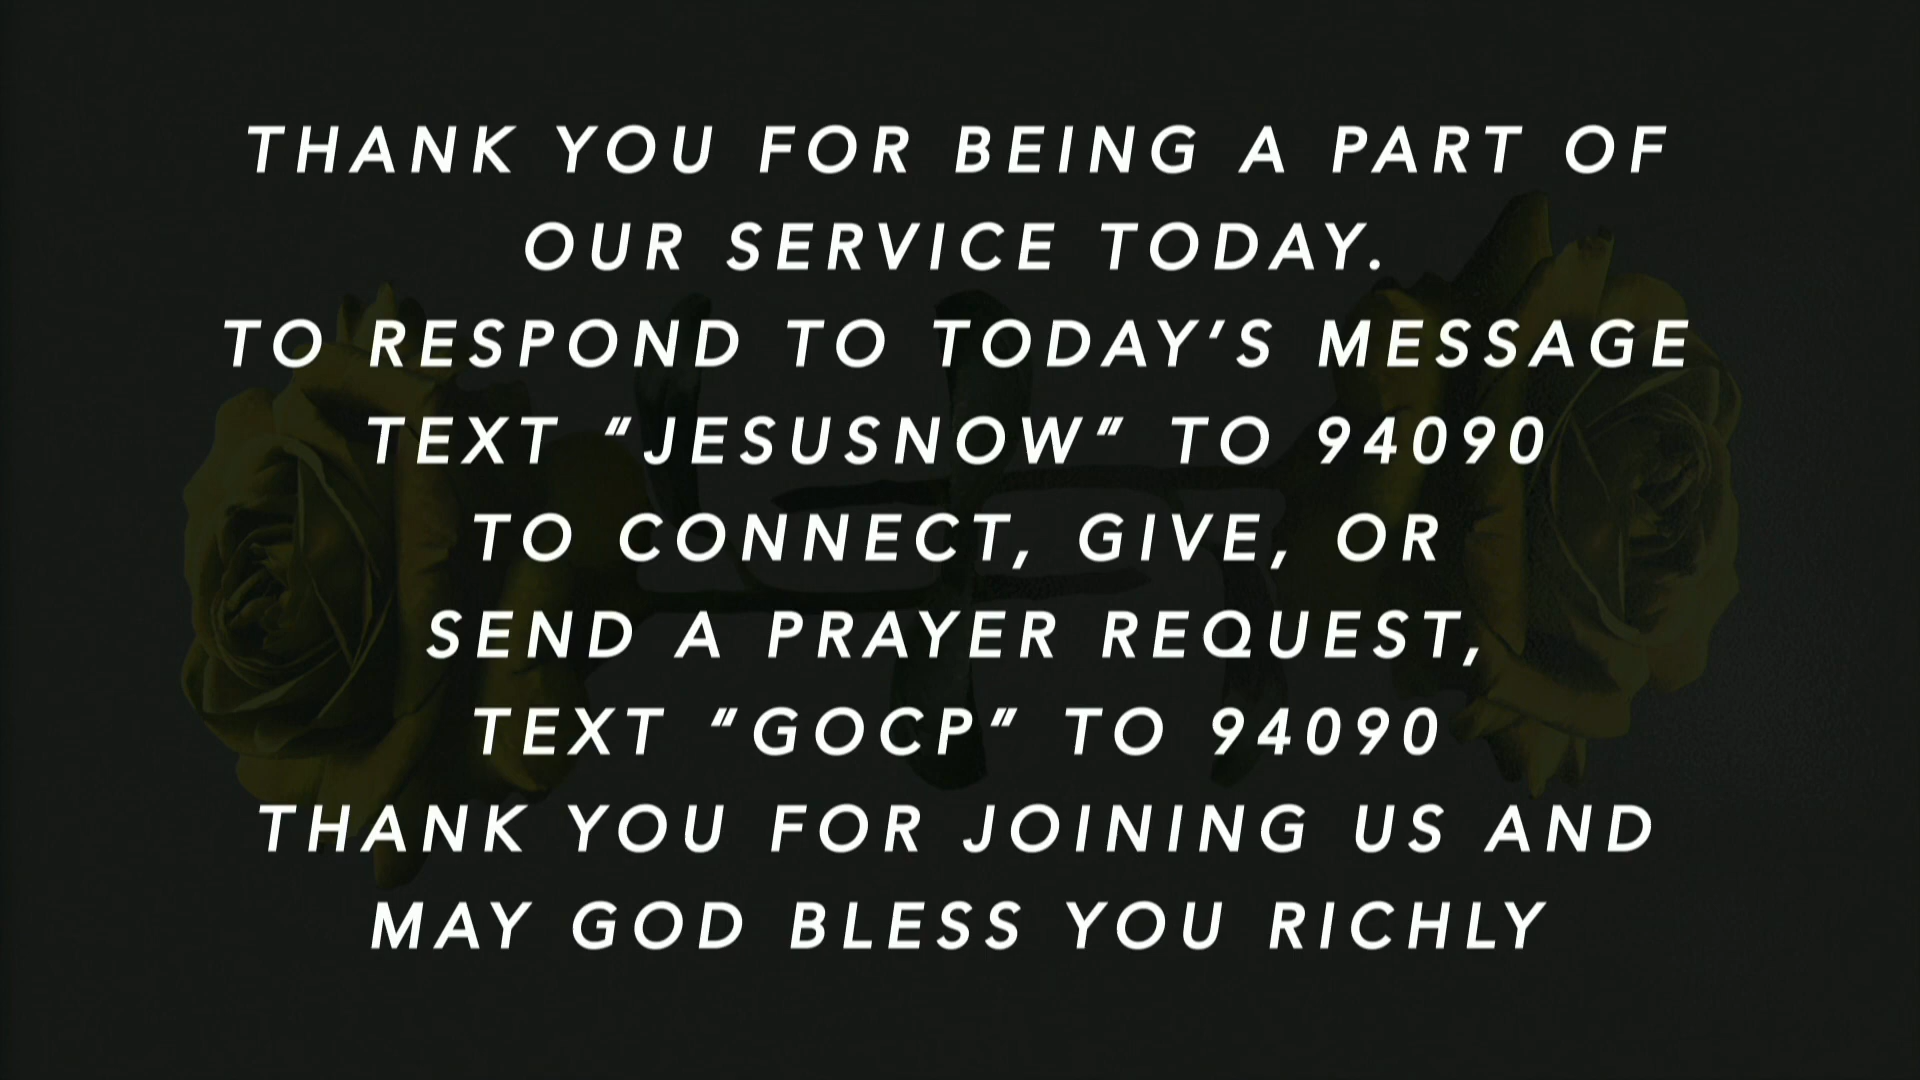 THANK YOU FOR BEING A PART OF
OUR SERVICE TODAY.
TO RESPOND TO TODAY'S MESSAGE
TEXT "JESUSNOW" TO 94090
TO CONNECT, GIVE, OR
SEND A PRAYER REQUEST,
TEXT "GOCP" TO 94090
THANK YOU FOR JOINING US AND
MAY GOD BLESS YOU RICHLY